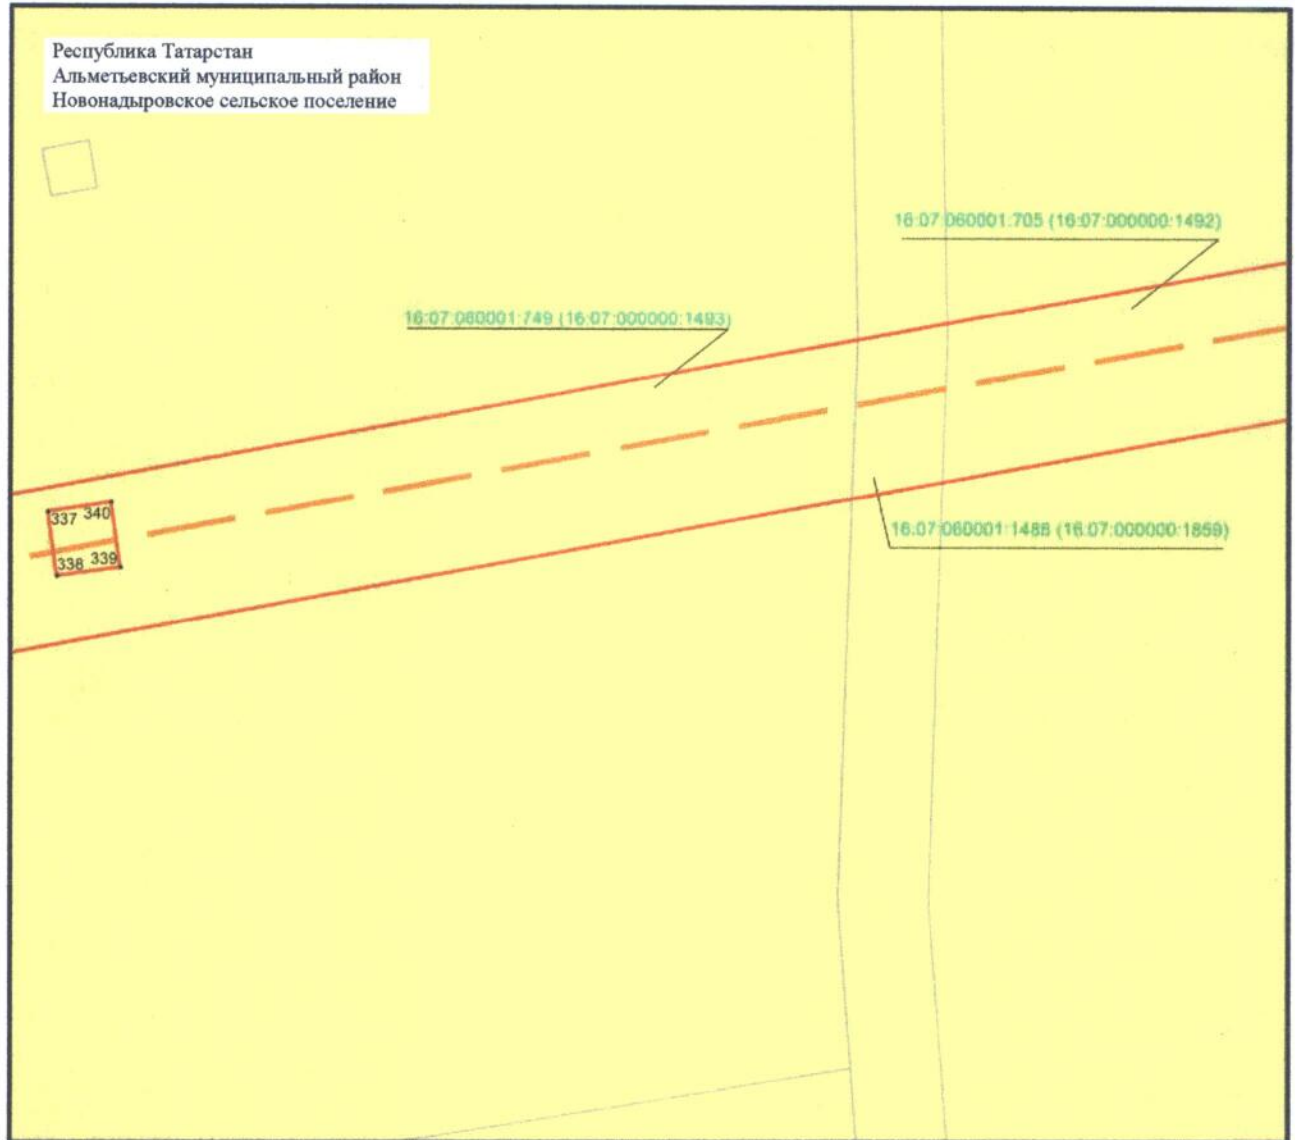 Республика Татарстан
Альметьевский муниципальный район
Новонадыровское сельское поселение
16:07:060001:705 (16:07:000000:1492)
16:07:060001:749 (16:07:000000:1493)
337 340
338 339
16:07:060001:1488 (16:07:000000:1859)